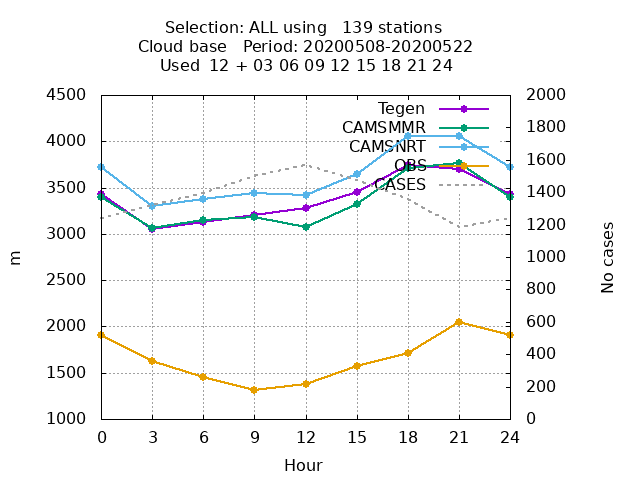 Selection: ALL using   139 stations
Cloud base   Period: 20200508-20200522
Used  12 + 03 06 09 12 15 18 21 24
4500
4000
3500
3000
2500
2000
1500
1000
m
Tegen
CAMSMMR
CAMSNRT
OBS
CASES
2000
1800
1600
1400
1200
1000
800
600
400
200
0
No cases
0 3 6 9 12 15 18 21 24
Hour